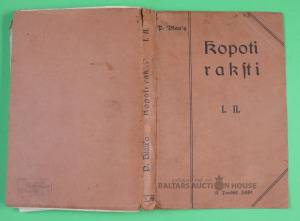 P. Blau's
Kopoti
rakſti
I. II.
P. Blau's Kopoti rakſti I. II.
BALTARS AUCTION HOUSE